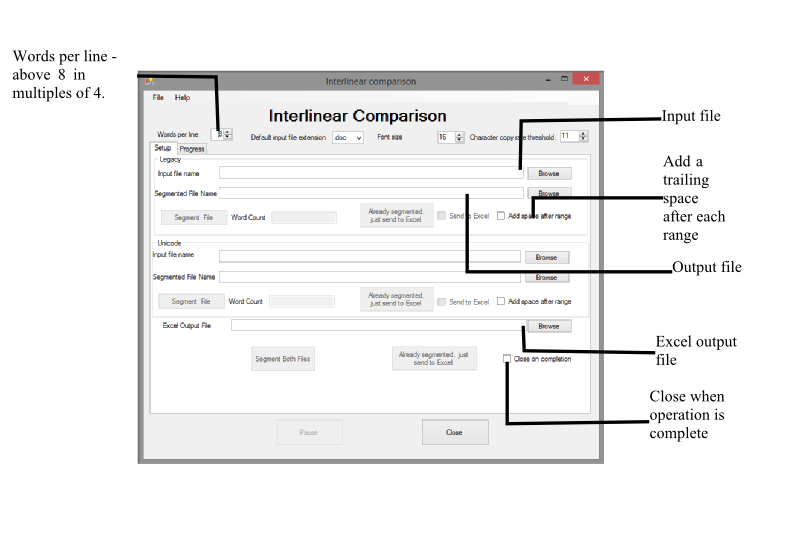 Words per line -
above 8 in
multiples of 4.
Interlinear comparison
File Help
Interlinear Comparison
Words per line 8 Default input file extension .doc Font size 16 Character copy rate threshold. 11
Setup Progress
Legacy
Input file name Browse
Segmented File Name Browse
Segment File Word Count Already segmented, just send to Excel Send to Excel Add space after range
Unicode
Input file name Browse
Segmented File Name Browse
Segment File Word Count Already segmented, just send to Excel Send to Excel Add space after range
Excel Output File Browse
Segment Both Files Already segmented, just send to Excel Close on completion
Pause Close
Input file
Add a
trailing
space
after each
range
Output file
Excel output
file
Close when
operation is
complete